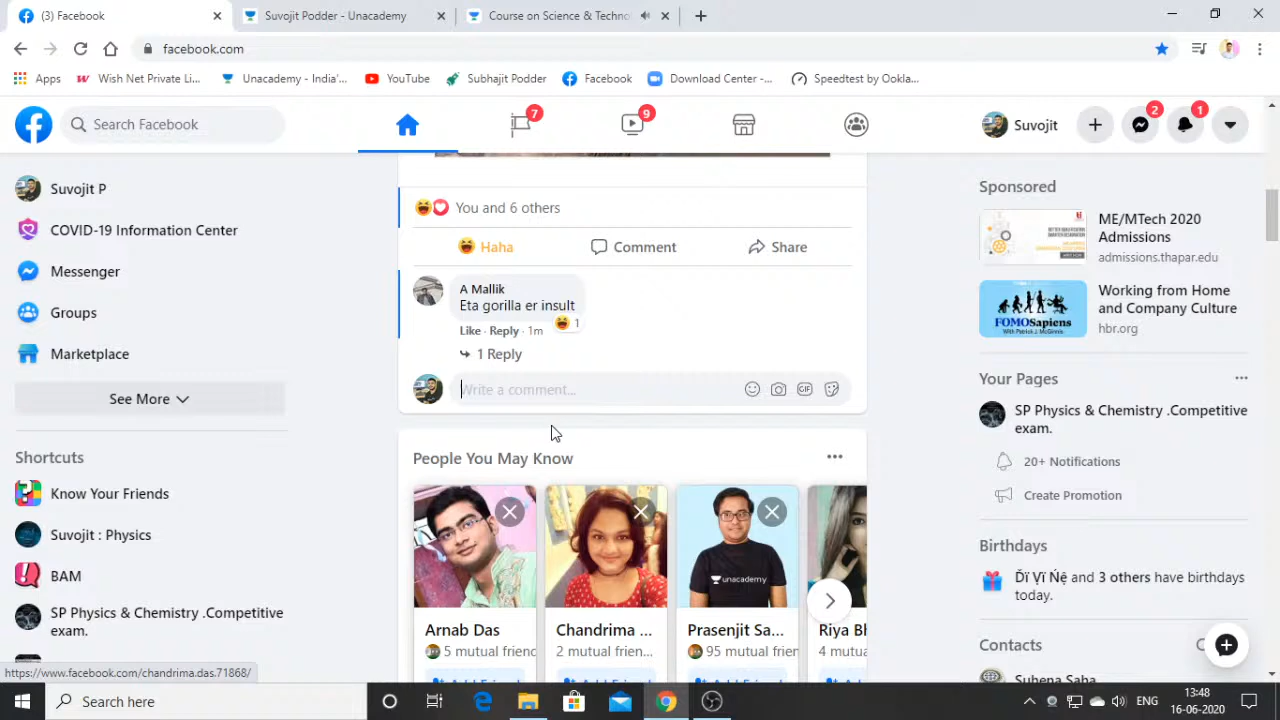 (3) Facebook
Suvojit Podder - Unacademy
Course on Science & Techno
facebook.com
Apps
Wish Net Private Li...
Unacademy - India'...
YouTube
Subhajit Podder
Facebook
Download Center -...
Speedtest by Ookla...
Search Facebook
7
9
Suvojit
2
1
Suvojit P
COVID-19 Information Center
Messenger
Groups
Marketplace
See More
Shortcuts
Know Your Friends
Suvojit : Physics
BAM
SP Physics & Chemistry .Competitive
exam.
https://www.facebook.com/chandrima.das.71868/
You and 6 others
Haha
Comment
Share
A Mallik
Eta gorilla er insult
Like · Reply · 1m
1
1 Reply
Write a comment...
GIF
People You May Know
unacademy
Arnab Das
5 mutual friend
Chandrima ...
2 mutual frien...
Prasenjit Sa...
95 mutual frier
Riya Bh
4 mutua
Sponsored
ME/MTech 2020
Admissions
admissions.thapar.edu
FOMOSapiens
Working from Home
and Company Culture
hbr.org
Your Pages
SP Physics & Chemistry .Competitive
exam.
20+ Notifications
Create Promotion
Birthdays
Ďï Vï Ńę and 3 others have birthdays
today.
Contacts
Suhena Saha
Search here
ENG
13:48
16-06-2020